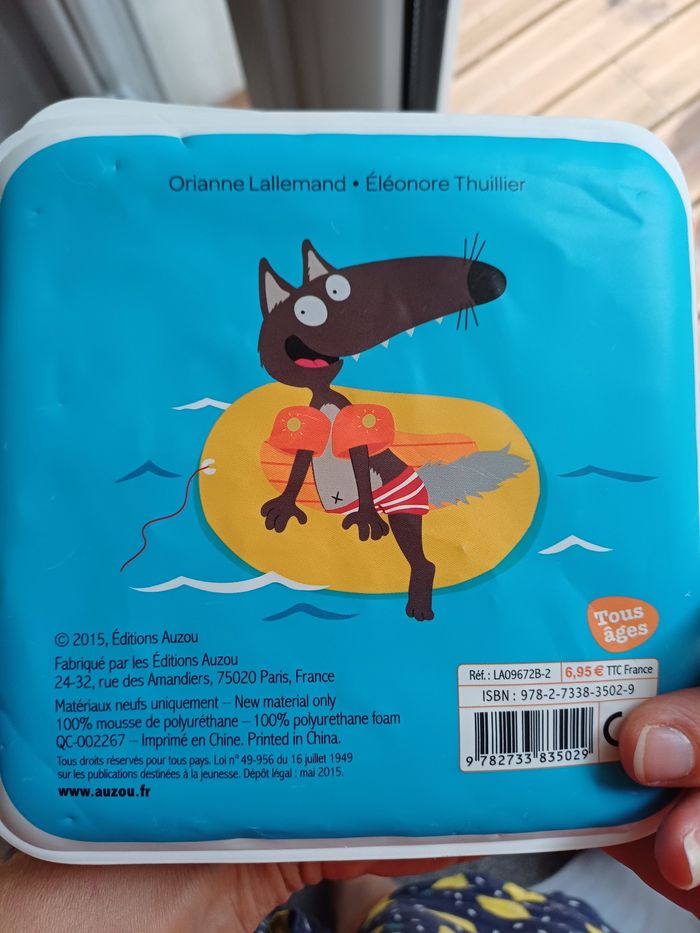 Orianne Lallemand • Éléonore Thuillier
Tous
âges
© 2015, Éditions Auzou
Fabriqué par les Éditions Auzou
24-32, rue des Amandiers, 75020 Paris, France
Matériaux neufs uniquement – New material only
100% mousse de polyuréthane – 100% polyurethane foam
QC-002267 – Imprimé en Chine. Printed in China.
Tous droits réservés pour tous pays. Loi n° 49-956 du 16 juillet 1949
sur les publications destinées à la jeunesse. Dépôt légal : mai 2015.
www.auzou.fr
Réf.: LA09672B-2 6,95 € TTC France
ISBN : 978-2-7338-3502-9
9 782733 835029